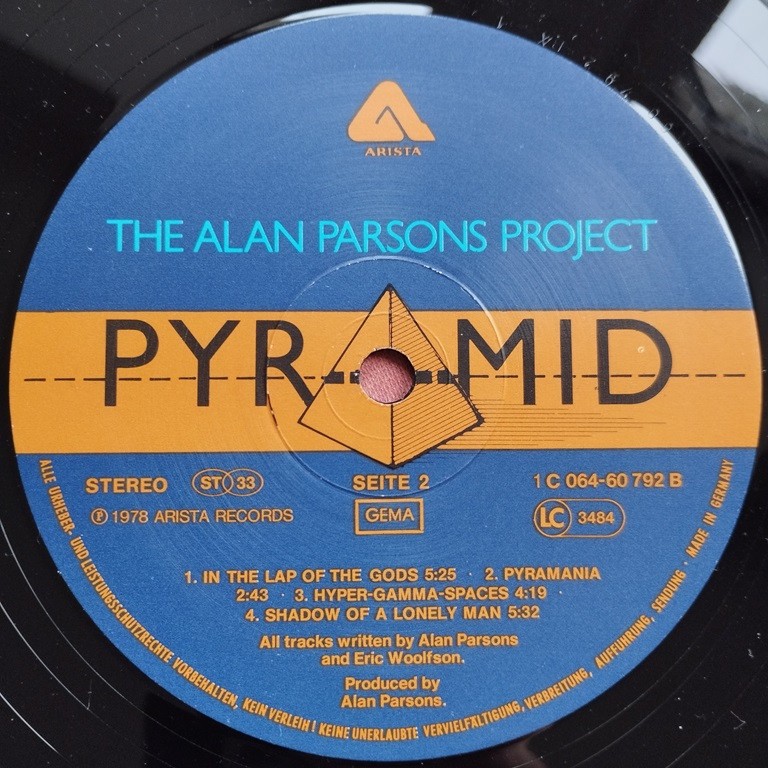 ARISTA
THE ALAN PARSONS PROJECT
PYRAMID
STEREO ST 33 SEITE 2 1 C 064-60 792 B
℗ 1978 ARISTA RECORDS GEMA LC 3484
1. IN THE LAP OF THE GODS 5:25 · 2. PYRAMANIA
2:43 · 3. HYPER-GAMMA-SPACES 4:19 ·
4. SHADOW OF A LONELY MAN 5:32
All tracks written by Alan Parsons
and Eric Woolfson.
Produced by
Alan Parsons.
ALLE URHEBER- UND LEISTUNGSSCHUTZRECHTE VORBEHALTEN, KEIN VERLEIH! KEINE UNERLAUBTE VERVIELFÄLTIGUNG, VERBREITUNG, AUFFÜHRUNG, SENDUNG · MADE IN GERMANY